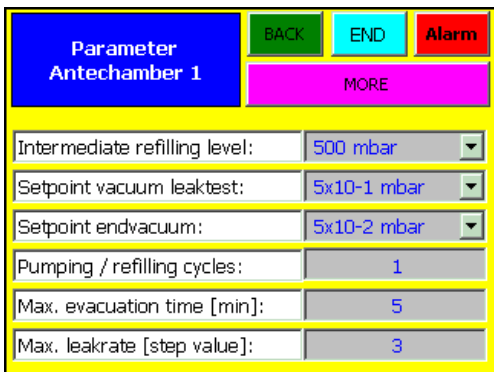 Parameter
Antechamber 1
BACK
END
Alarm
MORE
Intermediate refilling level: 500 mbar
Setpoint vacuum leaktest: 5x10-1 mbar
Setpoint endvacuum: 5x10-2 mbar
Pumping / refilling cycles: 1
Max. evacuation time [min]: 5
Max. leakrate [step value]: 3